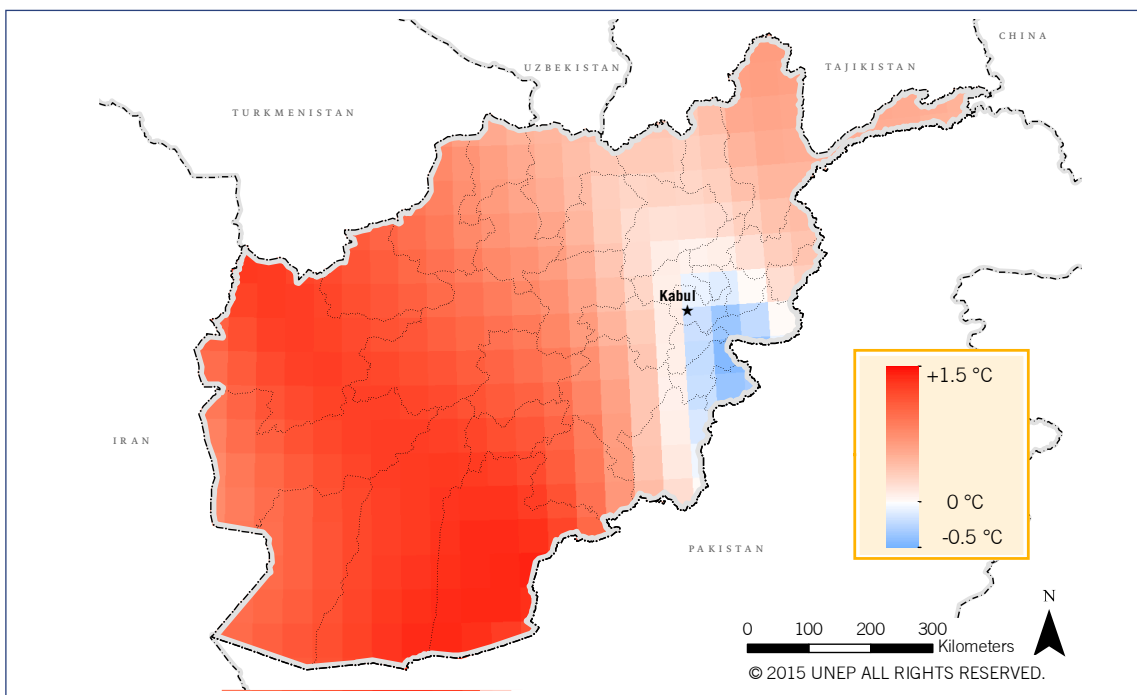 CHINA
UZBEKISTAN
TAJIKISTAN
TURKMENISTAN
Kabul
+1.5 °C
IRAN
0 °C
-0.5 °C
PAKISTAN
N
0 100 200 300
Kilometers
© 2015 UNEP ALL RIGHTS RESERVED.